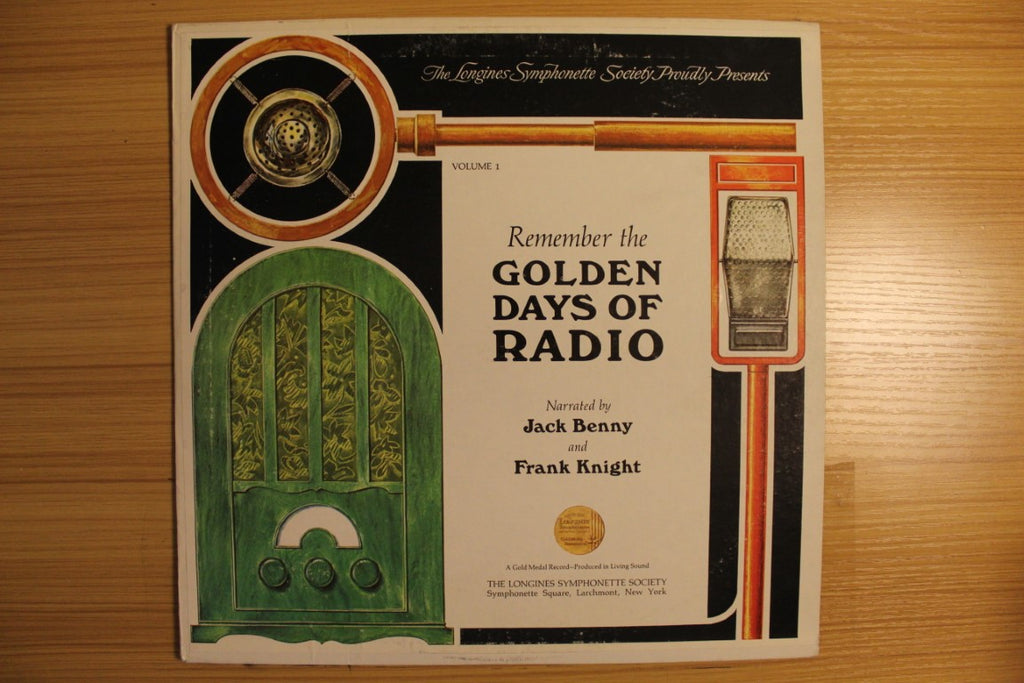 The Longines Symphonette Society Proudly Presents
VOLUME 1
Remember the
GOLDEN
DAYS OF
RADIO
Narrated by
Jack Benny
and
Frank Knight
A Gold Medal Record—Produced in Living Sound
THE LONGINES SYMPHONETTE SOCIETY
Symphonette Square, Larchmont, New York